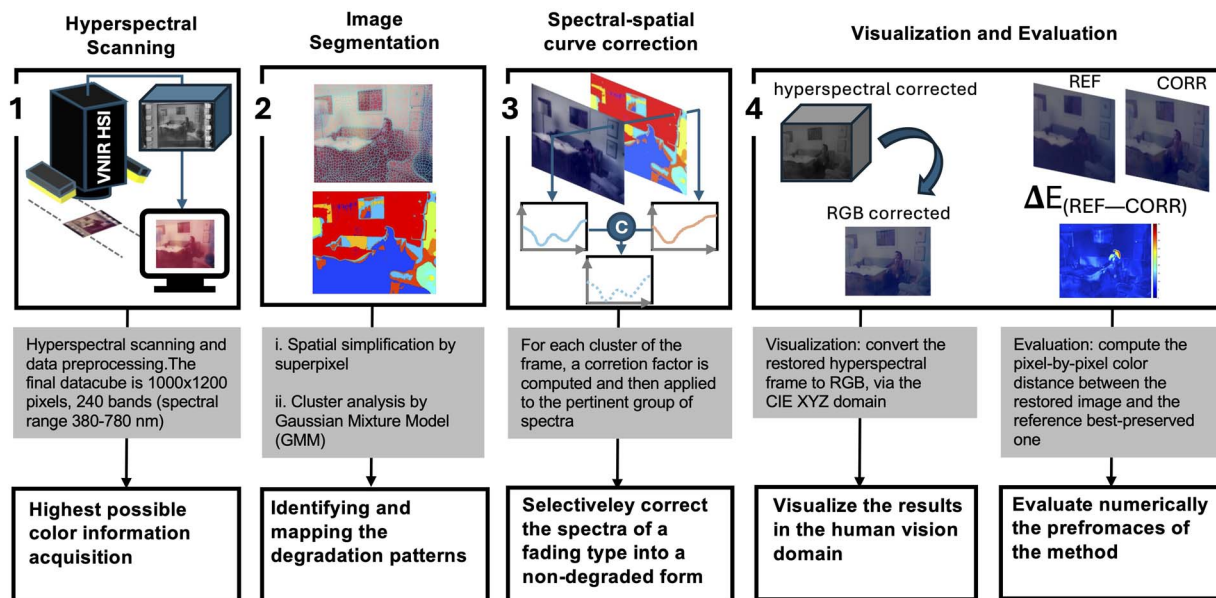 Hyperspectral
Scanning
Image
Segmentation
Spectral-spatial
curve correction
Visualization and Evaluation
1
VNIR HSI
2
3
C
4
hyperspectral corrected
RGB corrected
REF
CORR
ΔE(REF—CORR)
Hyperspectral scanning and
data preprocessing.The
final datacube is 1000x1200
pixels, 240 bands (spectral
range 380-780 nm)
i. Spatial simplification by
superpixel
ii. Cluster analysis by
Gaussian Mixture Model
(GMM)
For each cluster of the
frame, a corretion factor is
computed and then applied
to the pertinent group of
spectra
Visualization: convert the
restored hyperspectral
frame to RGB, via the
CIE XYZ domain
Evaluation: compute the
pixel-by-pixel color
distance between the
restored image and the
reference best-preserved
one
Highest possible
color information
acquisition
Identifying and
mapping the
degradation patterns
Selectiveley correct
the spectra of a
fading type into a
non-degraded form
Visualize the results
in the human vision
domain
Evaluate numerically
the prefromaces of
the method